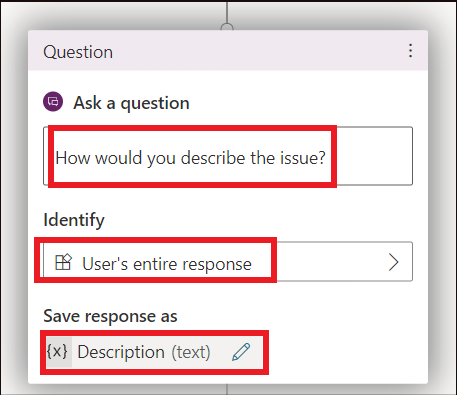 Question
Ask a question
How would you describe the issue?
Identify
User's entire response
Save response as
{x} Description (text)